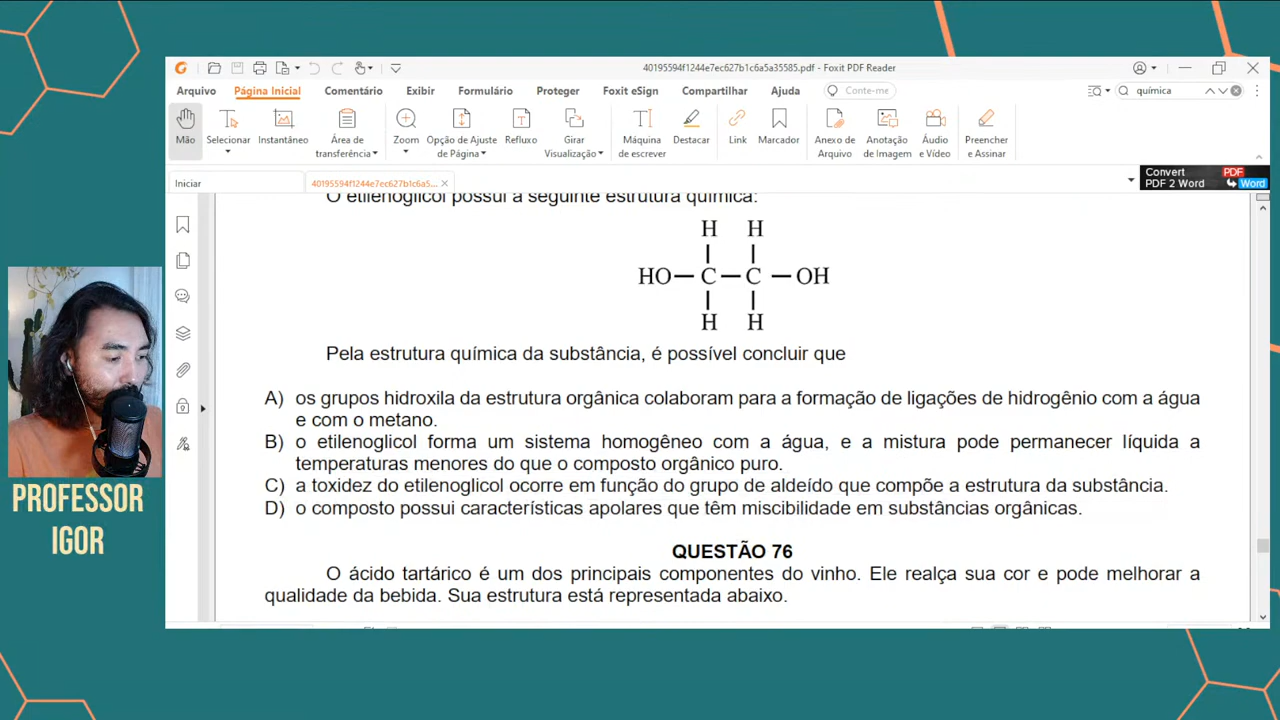 40195594f1244e7ec627b1c6a5a35585.pdf - Foxit PDF Reader
Arquivo Página Inicial Comentário Exibir Formulário Proteger Foxit eSign Compartilhar Ajuda Conte-me química
Mão Selecionar Instantâneo Área de transferência Zoom Opção de Ajuste de Página Refluxo Girar Visualização Máquina de escrever Destacar Link Marcador Anexo de Arquivo Anotação de Imagem Áudio e Vídeo Preencher e Assinar
Iniciar 40195594f1244e7ec627b1c6a5... Convert PDF 2 Word PDF Word
O etilenoglicol possui a seguinte estrutura química:
H H
HO — C — C — OH
H H
Pela estrutura química da substância, é possível concluir que
A) os grupos hidroxila da estrutura orgânica colaboram para a formação de ligações de hidrogênio com a água
e com o metano.
B) o etilenoglicol forma um sistema homogêneo com a água, e a mistura pode permanecer líquida a
temperaturas menores do que o composto orgânico puro.
C) a toxidez do etilenoglicol ocorre em função do grupo de aldeído que compõe a estrutura da substância.
D) o composto possui características apolares que têm miscibilidade em substâncias orgânicas.
QUESTÃO 76
O ácido tartárico é um dos principais componentes do vinho. Ele realça sua cor e pode melhorar a
qualidade da bebida. Sua estrutura está representada abaixo.
PROFESSOR
IGOR